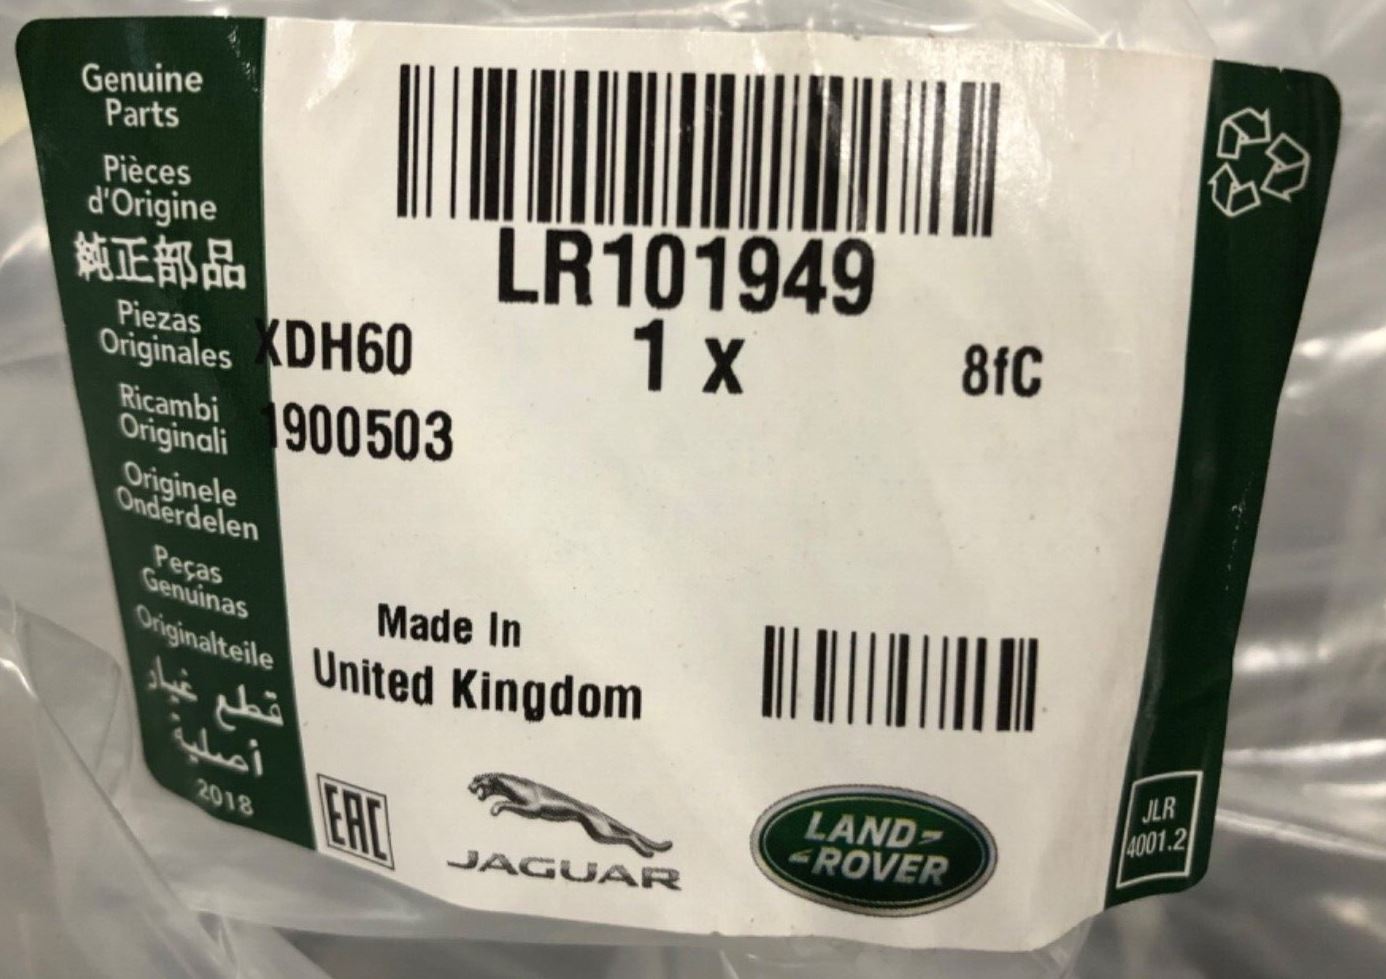 Genuine
Parts
Pièces
d'Origine
純正部品
Piezas
Originales
Ricambi
Originali
Originele
Onderdelen
Peças
Genuinas
Originalteile
قطع غيار
أصلية
2018
LR101949
XDH60
1 x
8fC
1900503
Made In
United Kingdom
EAC
JAGUAR
LAND-
-ROVER
JLR
4001.2